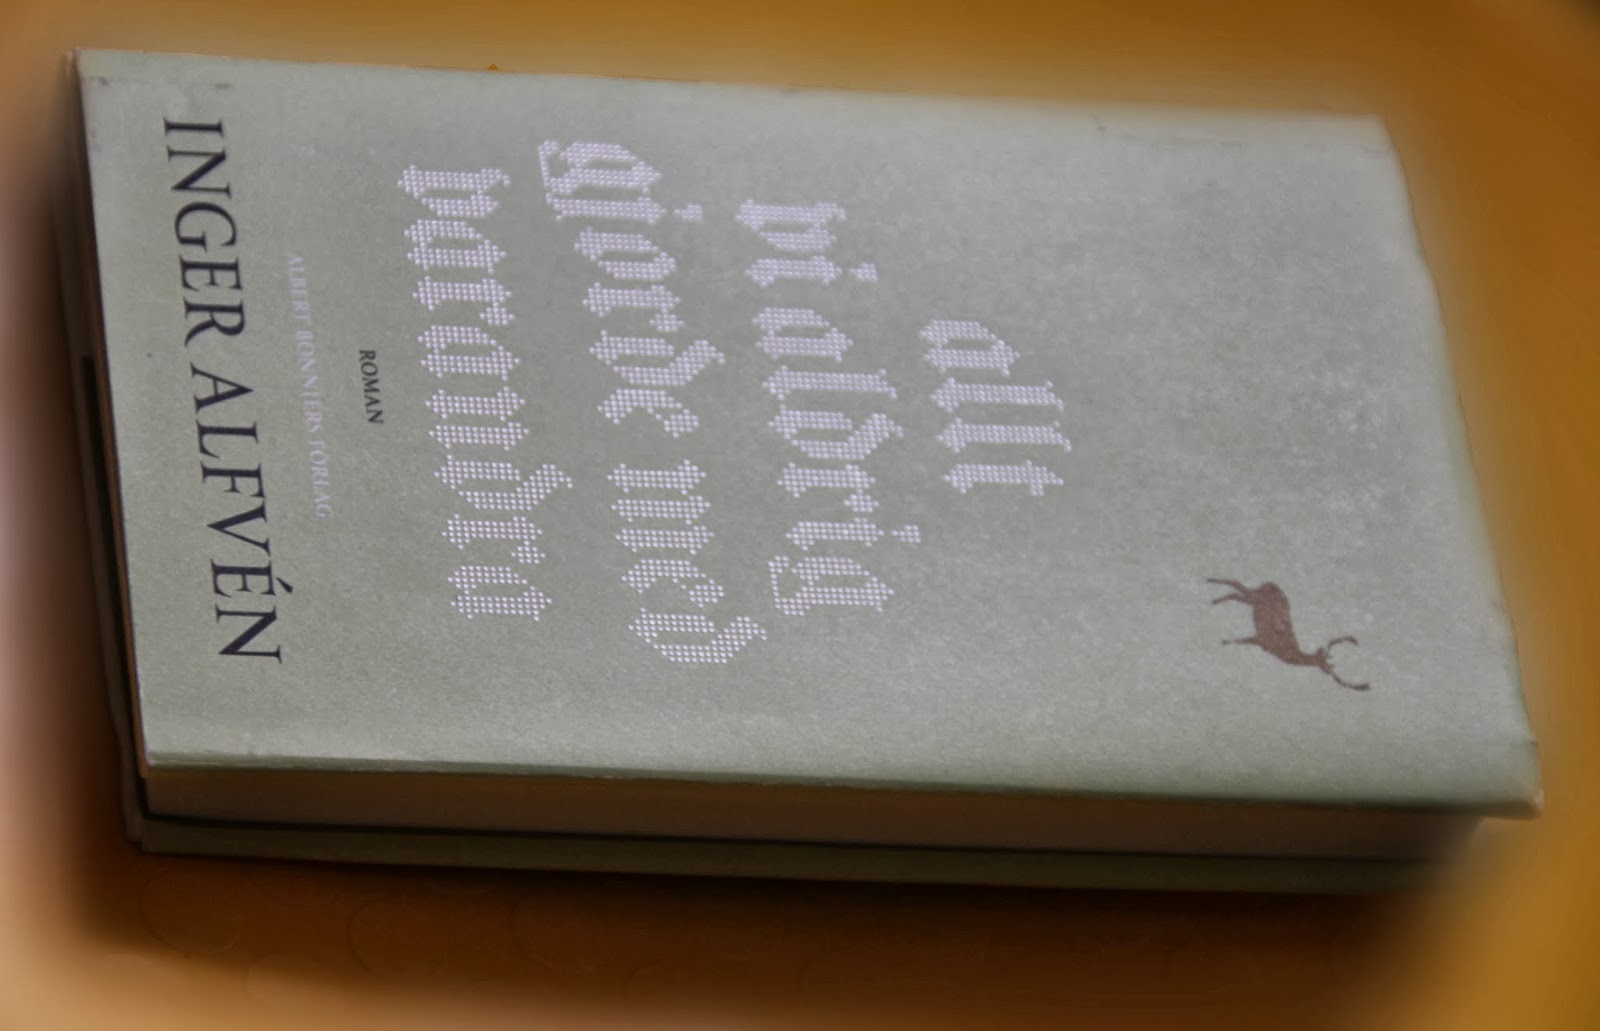 allt
vi aldrig
gjorde med
varandra
ROMAN
ALBERT BONNIERS FÖRLAG
INGER ALFVÉN